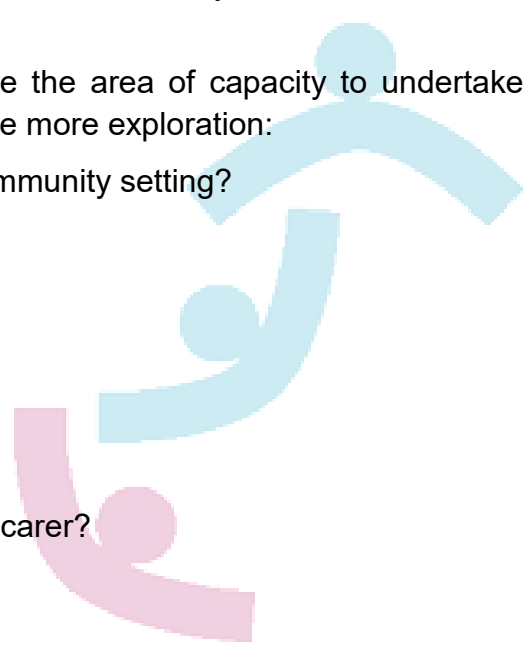 e the area of capacity to undertake
e more exploration:
mmunity setting?
carer?